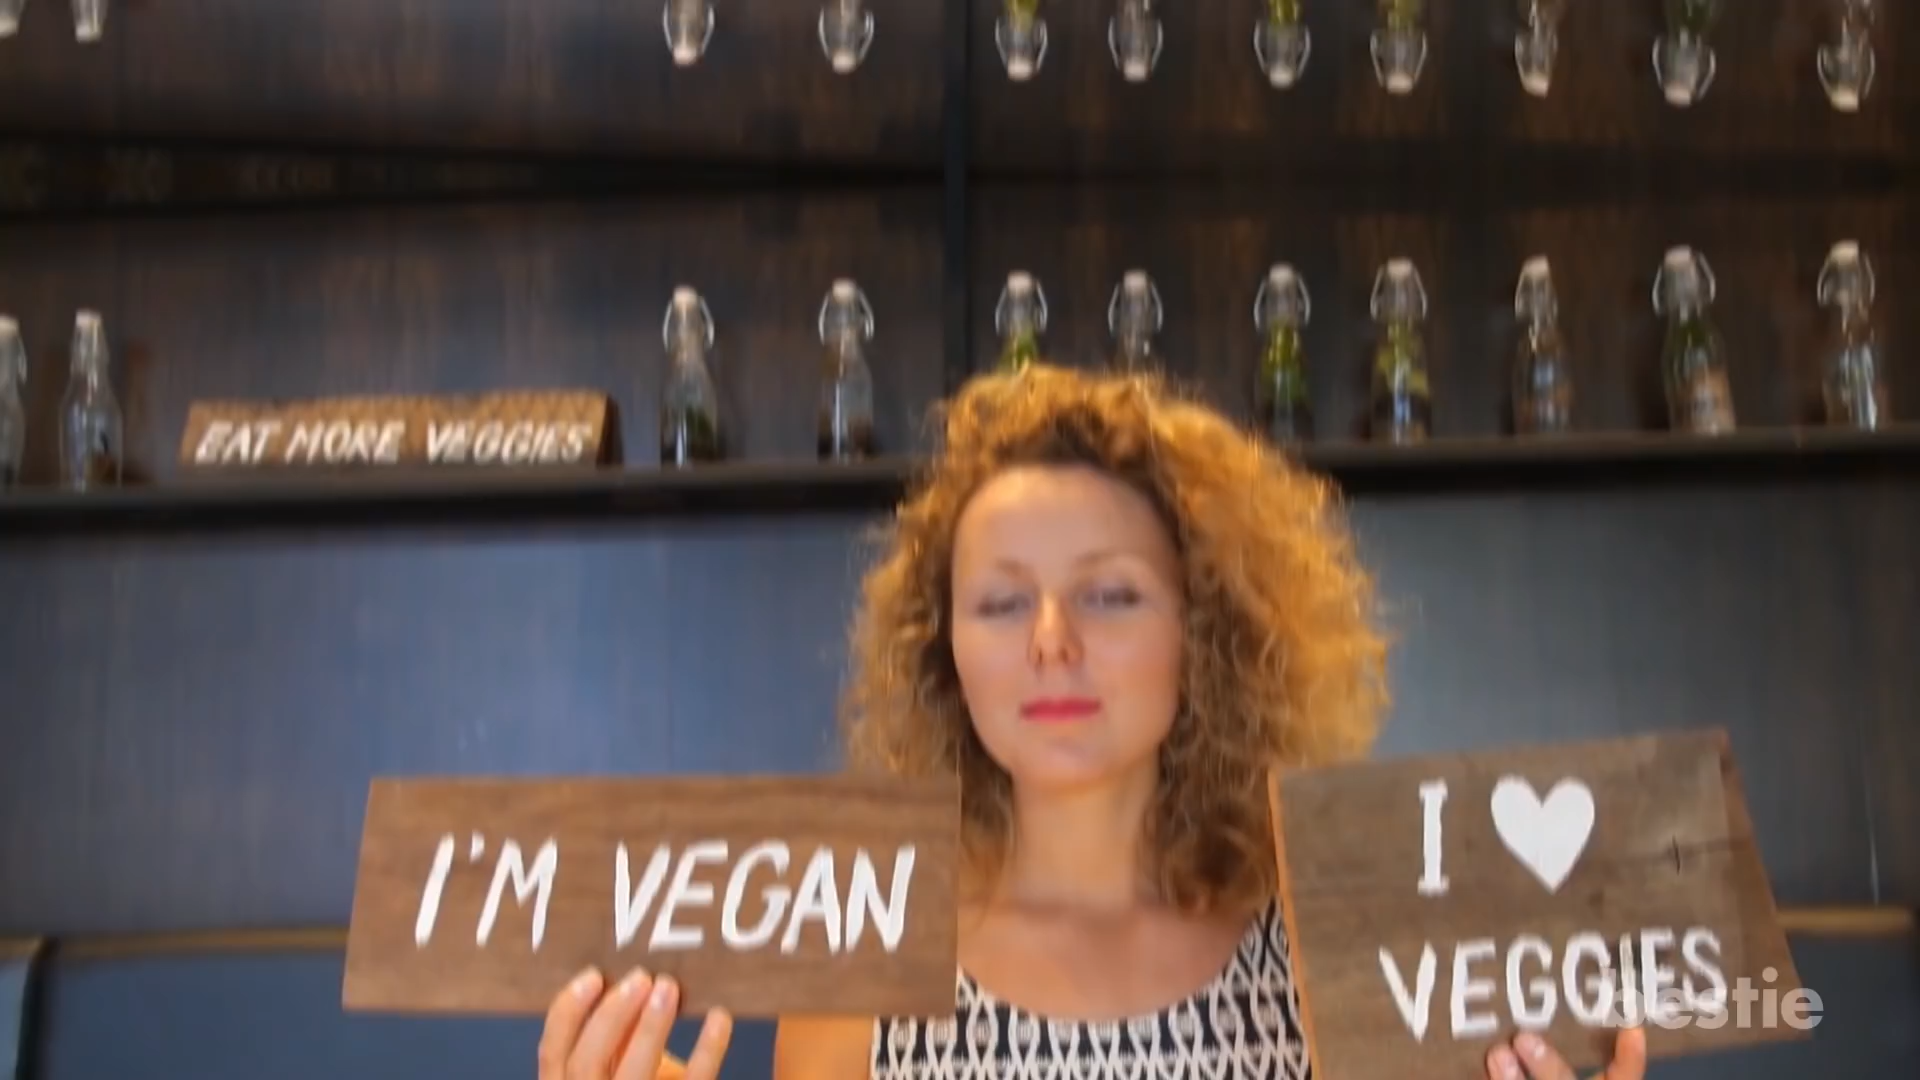 EAT MORE VEGGIES
I'M VEGAN
I ♥
VEGGIES
bestie